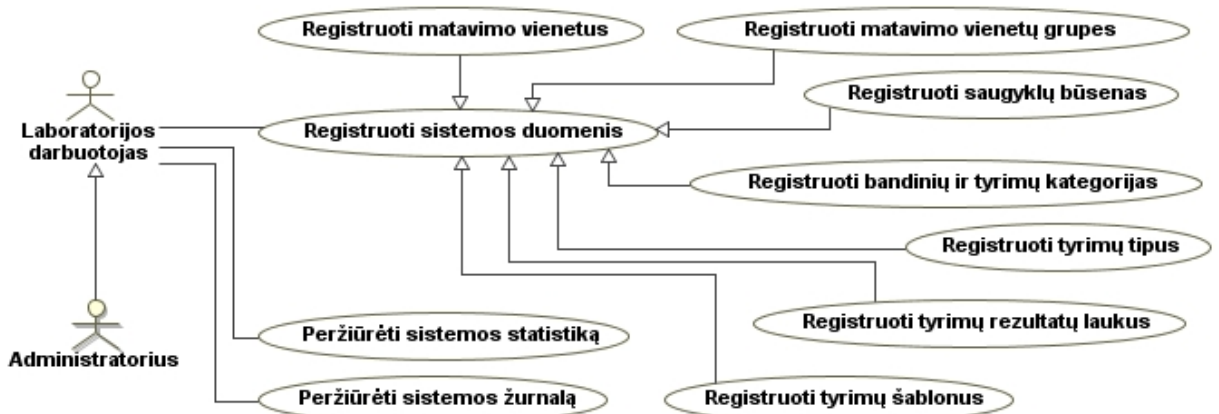 Registruoti matavimo vienetus
Registruoti matavimo vienetų grupes
Registruoti saugyklų būsenas
Laboratorijos
darbuotojas
Registruoti sistemos duomenis
Registruoti bandinių ir tyrimų kategorijas
Registruoti tyrimų tipus
Registruoti tyrimų rezultatų laukus
Peržiūrėti sistemos statistiką
Administratorius
Peržiūrėti sistemos žurnalą
Registruoti tyrimų šablonus